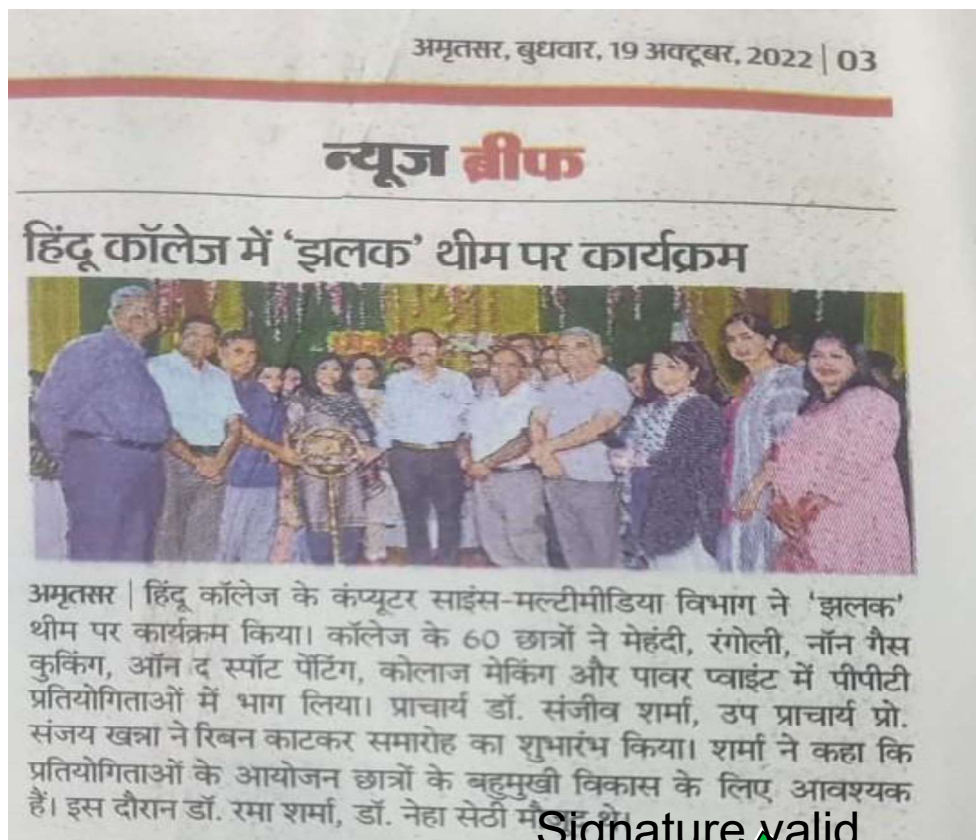 अमृतसर, बुधवार, 19 अक्टूबर, 2022 | 03
न्यूज ब्रीफ
हिंदू कॉलेज में ‘झलक’ थीम पर कार्यक्रम
अमृतसर | हिंदू कॉलेज के कंप्यूटर साइंस-मल्टीमीडिया विभाग ने ‘झलक’
थीम पर कार्यक्रम किया। कॉलेज के 60 छात्रों ने मेहंदी, रंगोली, नॉन गैस
कुकिंग, ऑन द स्पॉट पेंटिंग, कोलाज मेकिंग और पावर प्वाइंट में पीपीटी
प्रतियोगिताओं में भाग लिया। प्राचार्य डॉ. संजीव शर्मा, उप प्राचार्य प्रो.
संजय खन्ना ने रिबन काटकर समारोह का शुभारंभ किया। शर्मा ने कहा कि
प्रतियोगिताओं के आयोजन छात्रों के बहुमुखी विकास के लिए आवश्यक
हैं। इस दौरान डॉ. रमा शर्मा, डॉ. नेहा सेठी
Signature valid